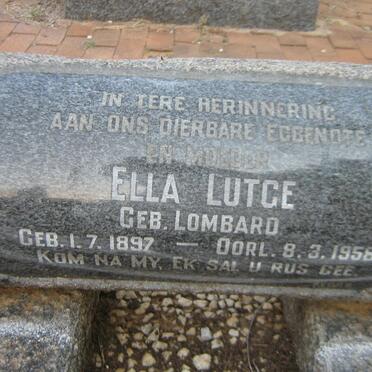 IN TERE HERINNERING
AAN ONS DIERBARE EGGENOTE
EN MOEDER
ELLA LUTGE
GEB. LOMBARD
GEB. 1.7.1897 — OORL. 8.3.1958
KOM NA MY, EK SAL U RUS GEE.